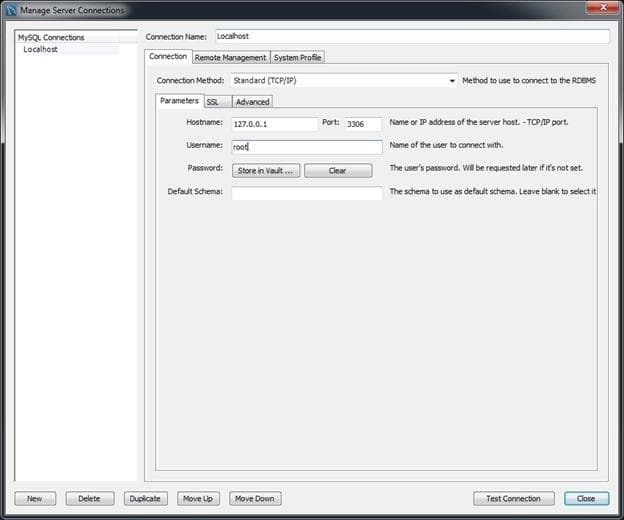 Manage Server Connections
MySQL Connections
Localhost
Connection Name: Localhost
Connection Remote Management System Profile
Connection Method: Standard (TCP/IP) Method to use to connect to the RDBMS
Parameters SSL Advanced
Hostname: 127.0.0.1 Port: 3306 Name or IP address of the server host. - TCP/IP port.
Username: root Name of the user to connect with.
Password: Store in Vault ... Clear The user's password. Will be requested later if it's not set.
Default Schema: The schema to use as default schema. Leave blank to select it
New Delete Duplicate Move Up Move Down Test Connection Close